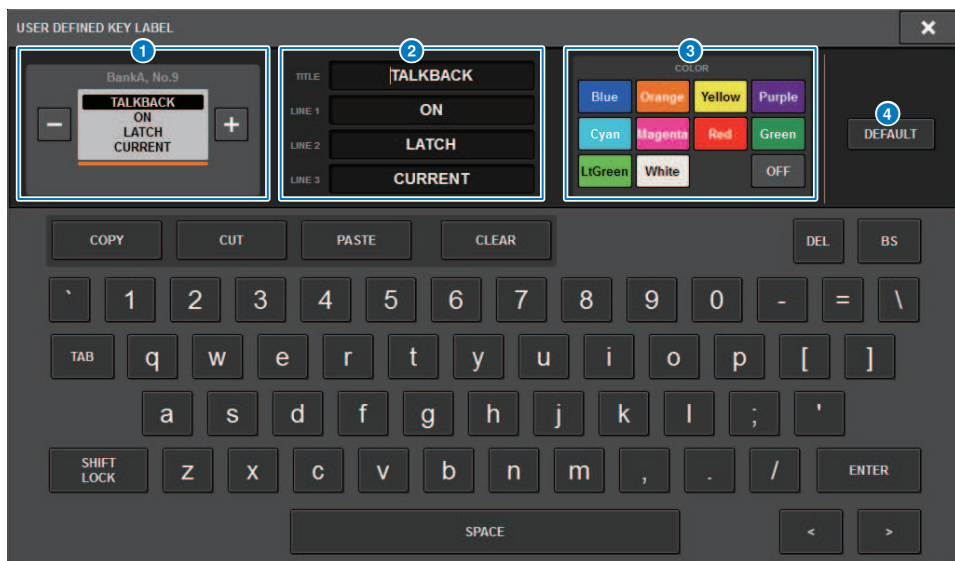 USER DEFINED KEY LABEL
×
1
2
3
4
BankA, No.9
TALKBACK
ON
LATCH
CURRENT
−
+
TITLE TALKBACK
LINE 1 ON
LINE 2 LATCH
LINE 3 CURRENT
COLOR
Blue Orange Yellow Purple
Cyan Magenta Red Green
LtGreen White OFF
DEFAULT
COPY CUT PASTE CLEAR DEL BS
` 1 2 3 4 5 6 7 8 9 0 - = \
TAB q w e r t y u i o p [ ]
a s d f g h j k l ; '
SHIFT
LOCK z x c v b n m , . / ENTER
SPACE < >